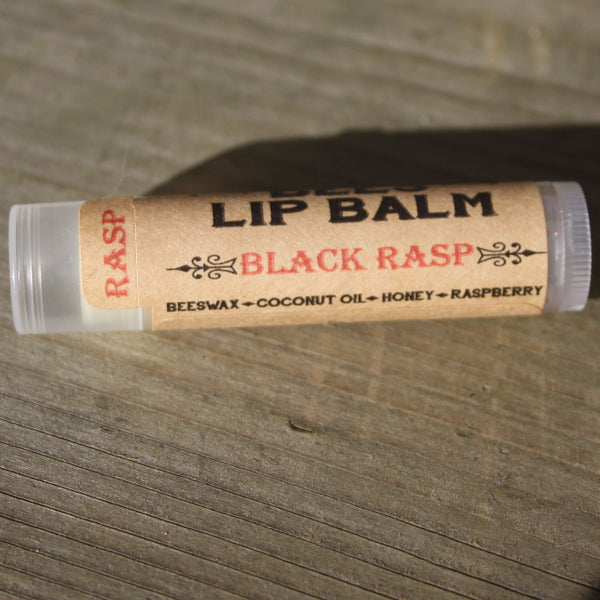 RASP
LIP BALM
BLACK RASP
BEESWAX COCONUT OIL HONEY RASPBERRY